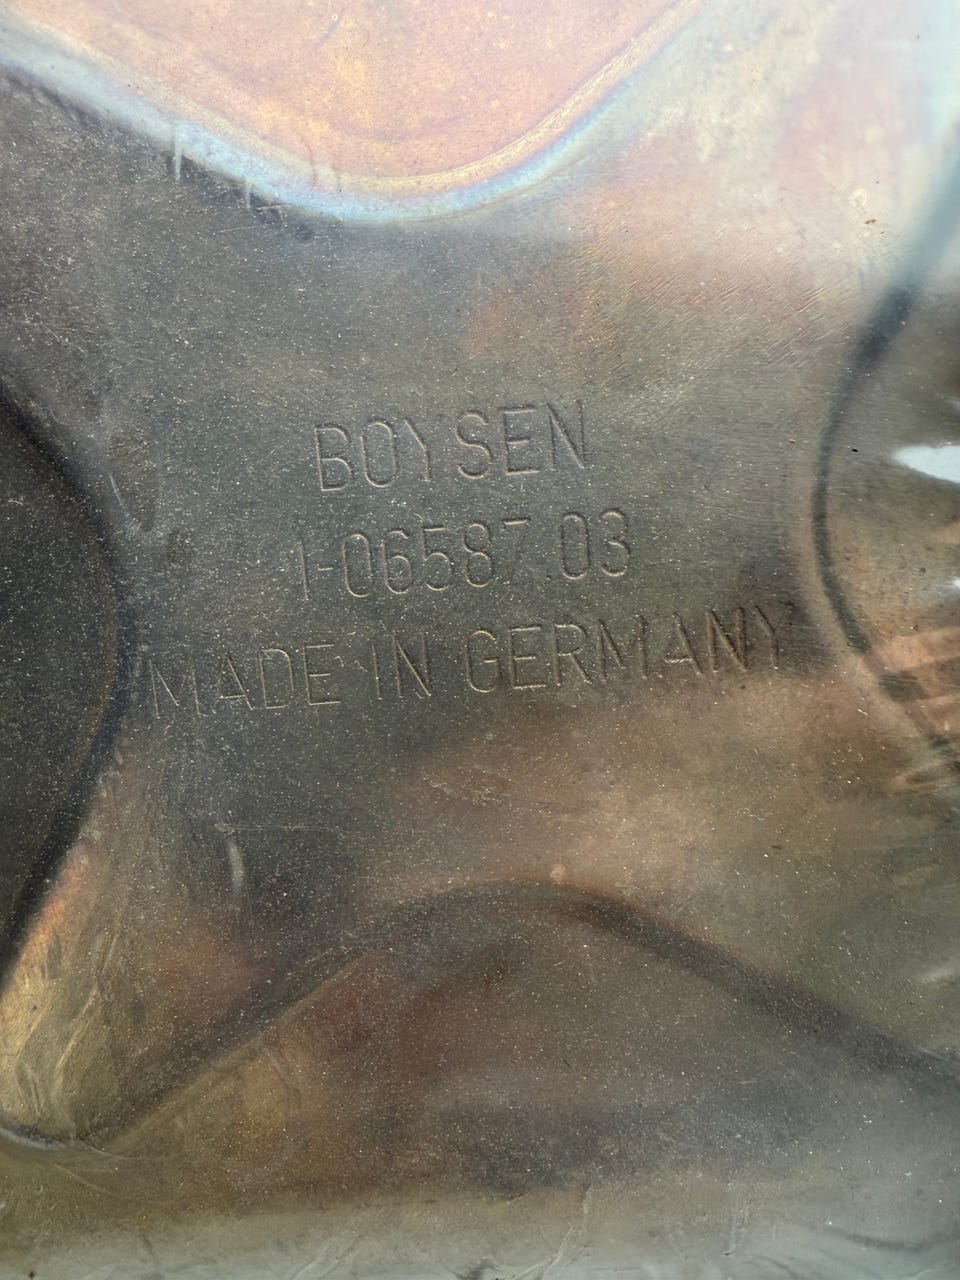 BOYSEN
1-06587.03
MADE IN GERMANY